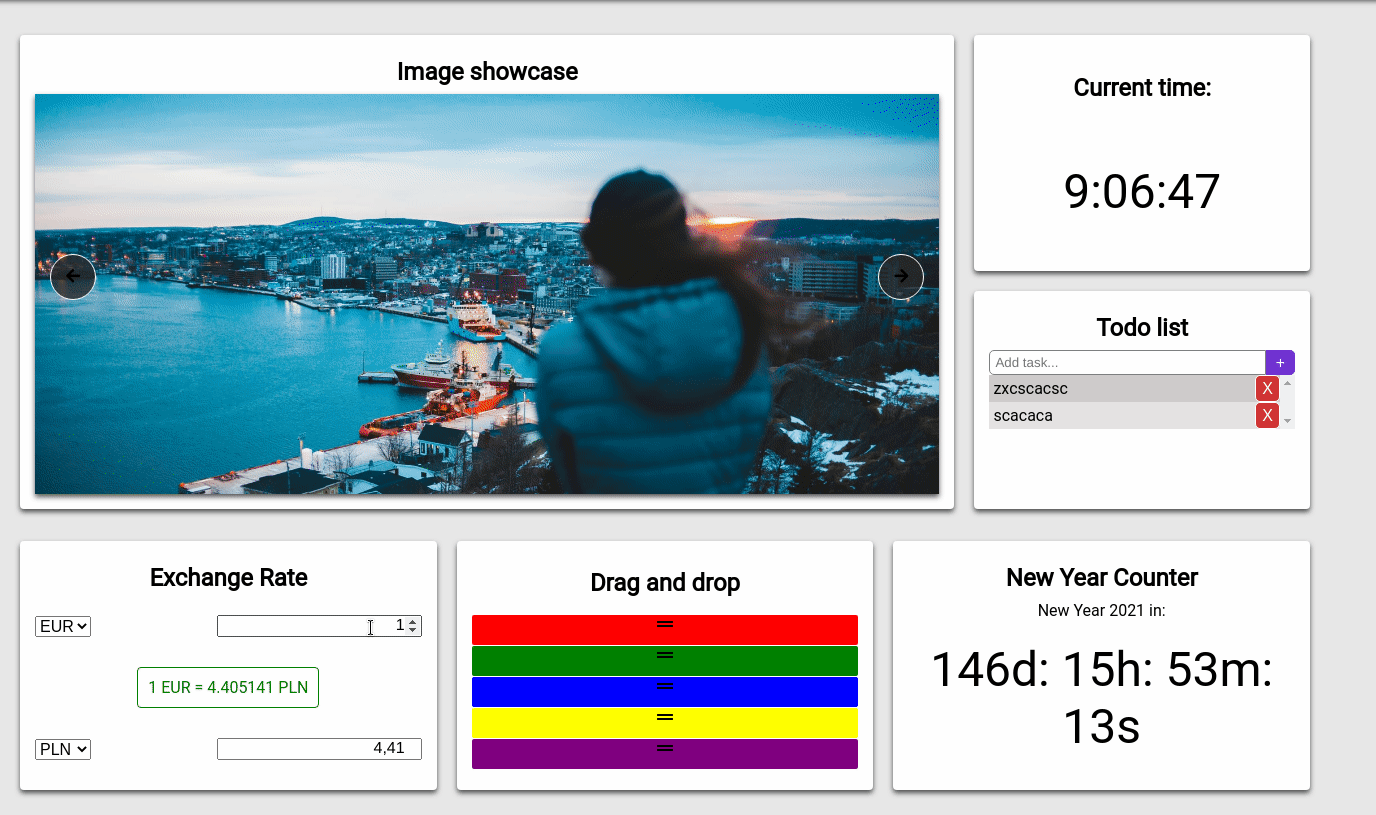 Image showcase
Current time:
9:06:47
Todo list
Add task...
+
zxcscacsc
X
scacaca
X
Exchange Rate
EUR
1
1 EUR = 4.405141 PLN
PLN
4,41
Drag and drop
New Year Counter
New Year 2021 in:
146d: 15h: 53m:
13s